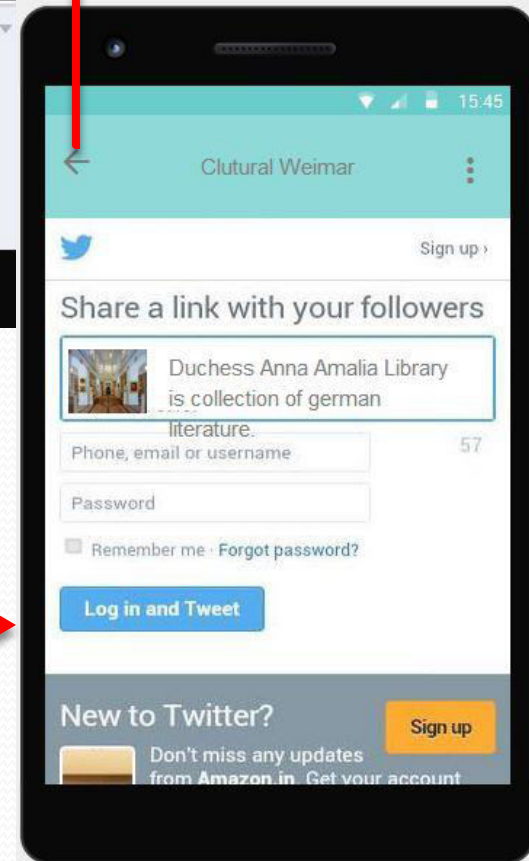 15:45
Clutural Weimar
Sign up ›
Share a link with your followers
Duchess Anna Amalia Library
is collection of german
literature.
Phone, email or username
57
Password
Remember me · Forgot password?
Log in and Tweet
New to Twitter?
Sign up
Don't miss any updates
from Amazon.in. Get your account